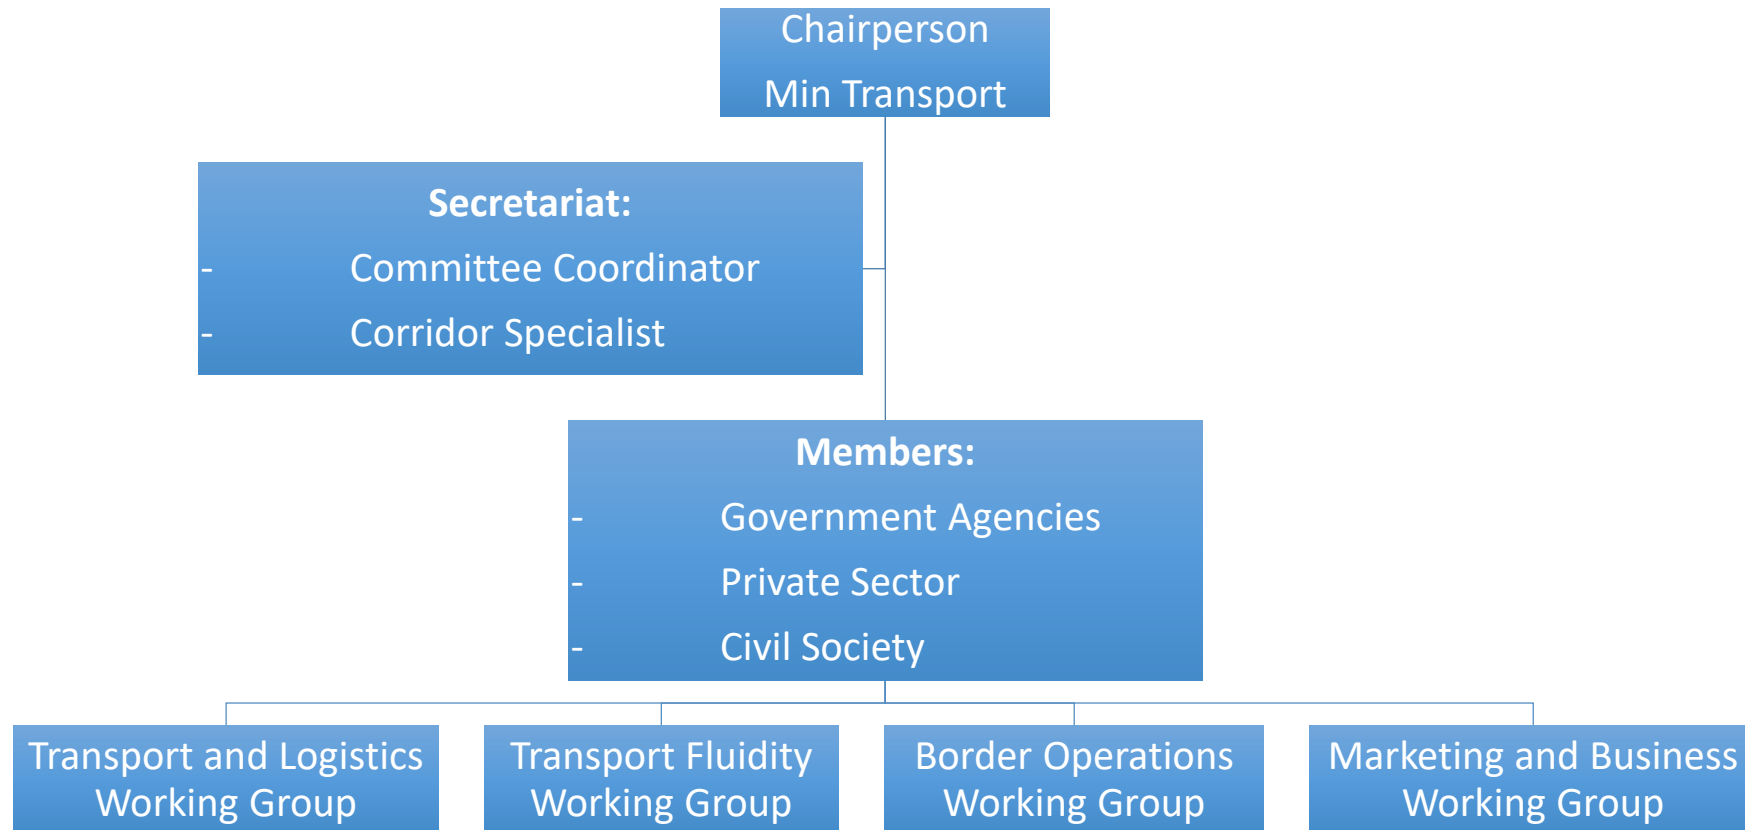 Chairperson
Min Transport
Secretariat:
- Committee Coordinator
- Corridor Specialist
Members:
- Government Agencies
- Private Sector
- Civil Society
Transport and Logistics
Working Group
Transport Fluidity
Working Group
Border Operations
Working Group
Marketing and Business
Working Group